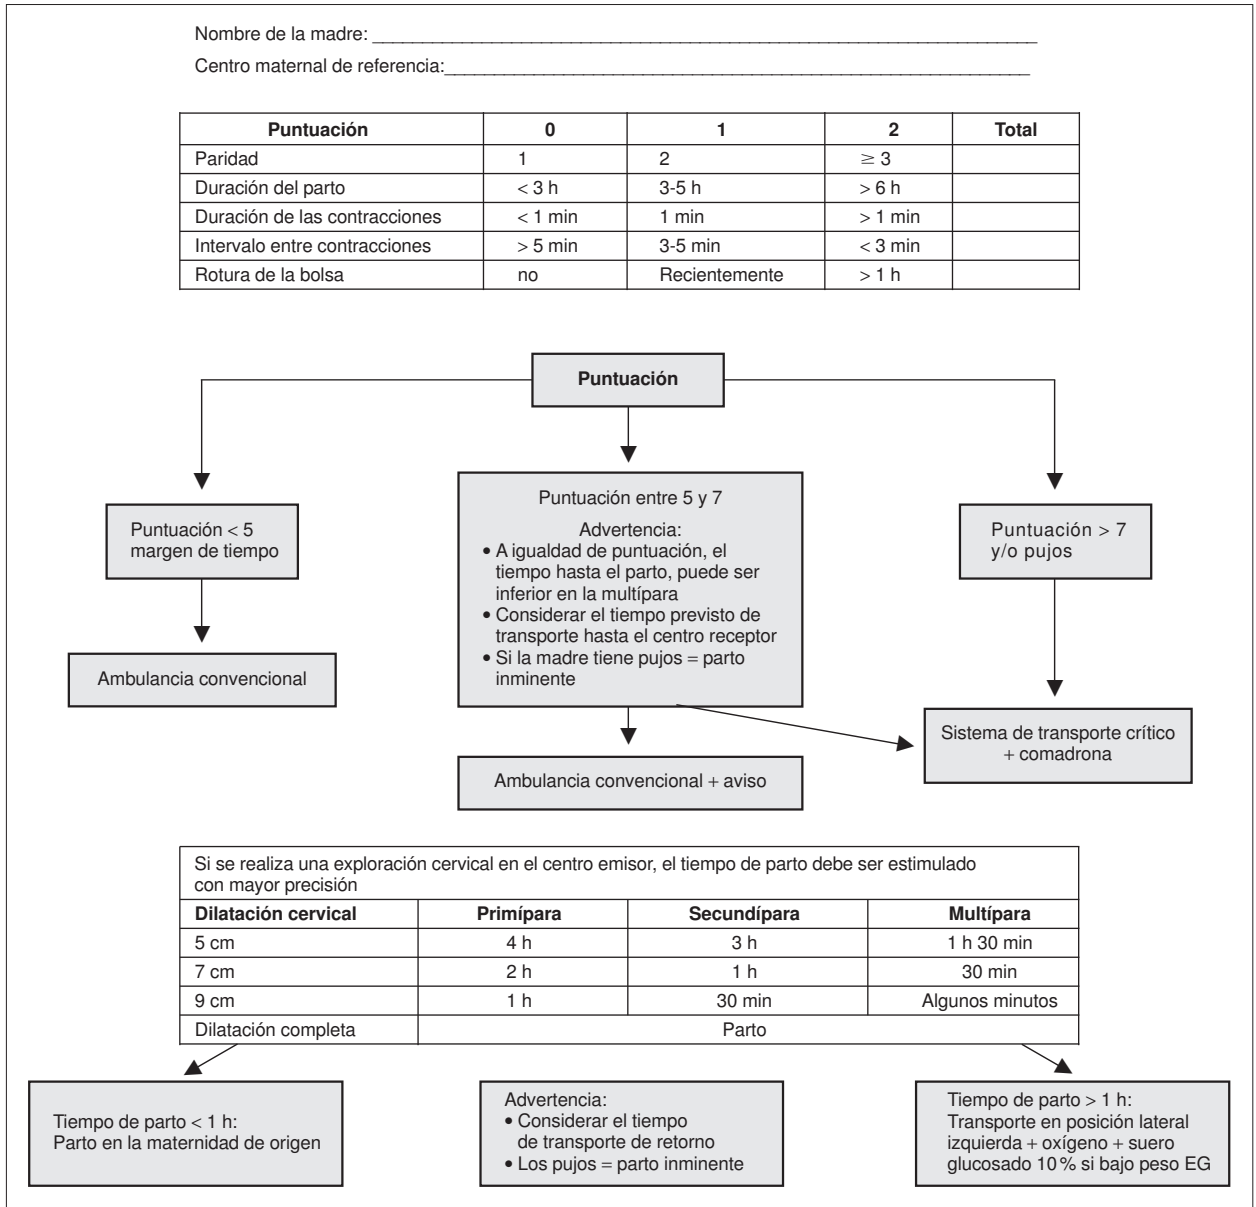 Nombre de la madre: ___________________________________________________________________
Centro maternal de referencia:___________________________________________________________
Puntuación 0 1 2 Total
Paridad 1 2 ≥ 3
Duración del parto < 3 h 3-5 h > 6 h
Duración de las contracciones < 1 min 1 min > 1 min
Intervalo entre contracciones > 5 min 3-5 min < 3 min
Rotura de la bolsa no Recientemente > 1 h
Puntuación
Puntuación < 5
margen de tiempo
Ambulancia convencional
Puntuación entre 5 y 7
Advertencia:
• A igualdad de puntuación, el
tiempo hasta el parto, puede ser
inferior en la multípara
• Considerar el tiempo previsto de
transporte hasta el centro receptor
• Si la madre tiene pujos = parto
inminente
Ambulancia convencional + aviso
Puntuación > 7
y/o pujos
Sistema de transporte crítico
+ comadrona
Si se realiza una exploración cervical en el centro emisor, el tiempo de parto debe ser estimulado
con mayor precisión
Dilatación cervical Primípara Secundípara Multípara
5 cm 4 h 3 h 1 h 30 min
7 cm 2 h 1 h 30 min
9 cm 1 h 30 min Algunos minutos
Dilatación completa Parto
Tiempo de parto < 1 h:
Parto en la maternidad de origen
Advertencia:
• Considerar el tiempo
de transporte de retorno
• Los pujos = parto inminente
Tiempo de parto > 1 h:
Transporte en posición lateral
izquierda + oxígeno + suero
glucosado 10 % si bajo peso EG